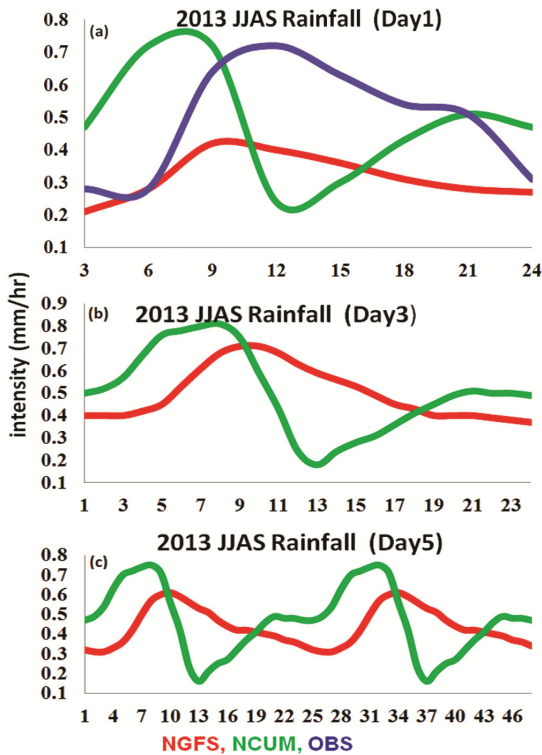 2013 JJAS Rainfall (Day1)
(a)
0.8
0.7
0.6
0.5
0.4
0.3
0.2
0.1
3 6 9 12 15 18 21 24
2013 JJAS Rainfall (Day3)
(b)
0.9
0.8
0.7
0.6
0.5
0.4
0.3
0.2
0.1
1 3 5 7 9 11 13 15 17 19 21 23
intensity (mm/hr)
2013 JJAS Rainfall (Day5)
(c)
0.8
0.7
0.6
0.5
0.4
0.3
0.2
0.1
1 4 7 10 13 16 19 22 25 28 31 34 37 40 43 46
NGFS, NCUM, OBS